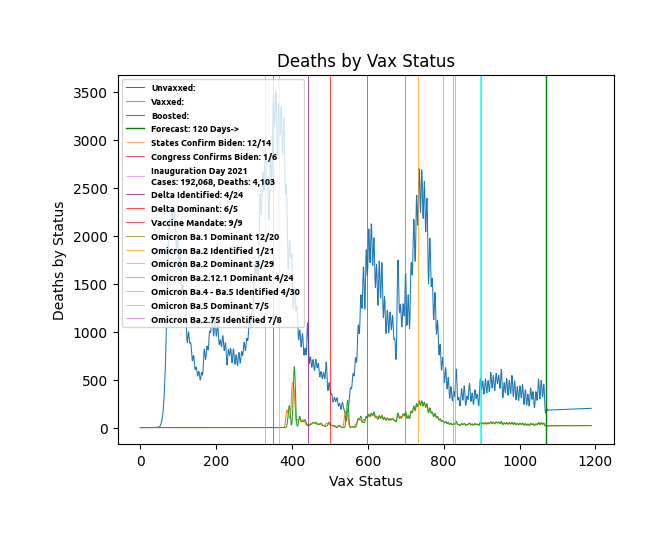 Deaths by Vax Status
Deaths by Status
3500
3000
2500
2000
1500
1000
500
0
Unvaxxed:
Vaxxed:
Boosted:
Forecast: 120 Days->
States Confirm Biden: 12/14
Congress Confirms Biden: 1/6
Inauguration Day 2021
Cases: 192,068, Deaths: 4,103
Delta Identified: 4/24
Delta Dominant: 6/5
Vaccine Mandate: 9/9
Omicron Ba.1 Dominant 12/20
Omicron Ba.2 Identified 1/21
Omicron Ba.2 Dominant 3/29
Omicron Ba.2.12.1 Dominant 4/24
Omicron Ba.4 - Ba.5 Identified 4/30
Omicron Ba.5 Dominant 7/5
Omicron Ba.2.75 Identified 7/8
0 200 400 600 800 1000 1200
Vax Status